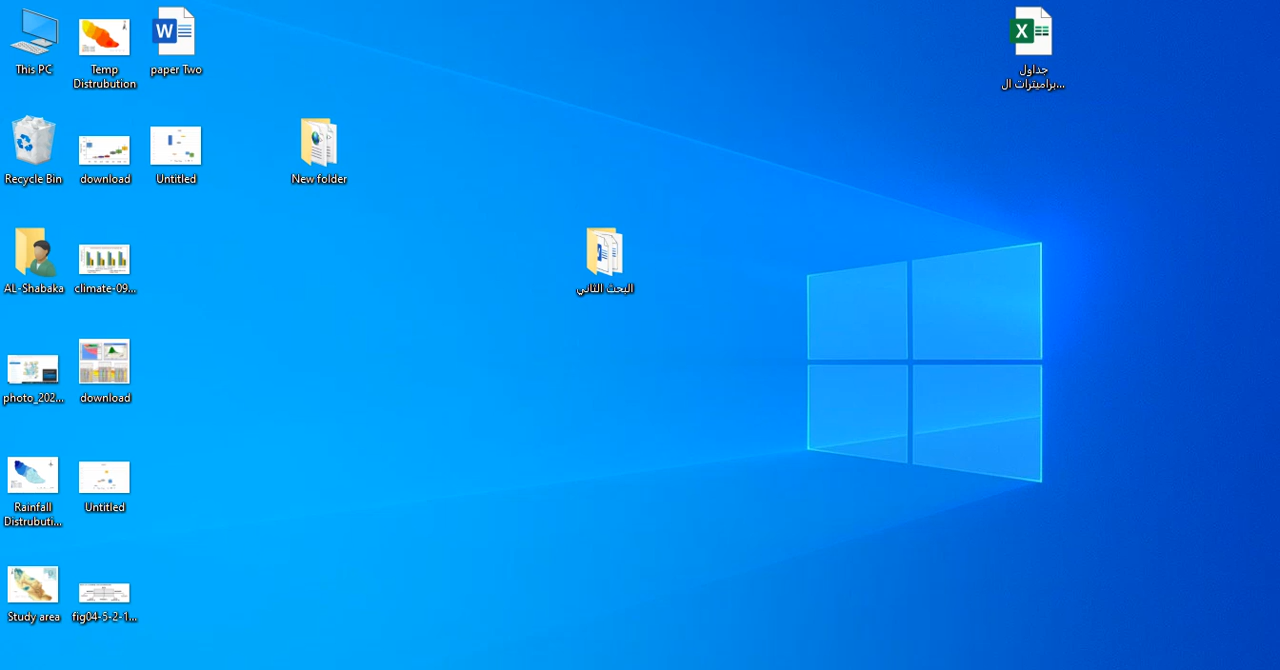 This PC
Temp
Distrubution
paper Two
جداول
براميترات ال...
Recycle Bin
download
Untitled
New folder
AL-Shabaka
climate-09...
البحث الثاني
photo_202...
download
Rainfall
Distrubuti...
Untitled
Study area
fig04-5-2-1...